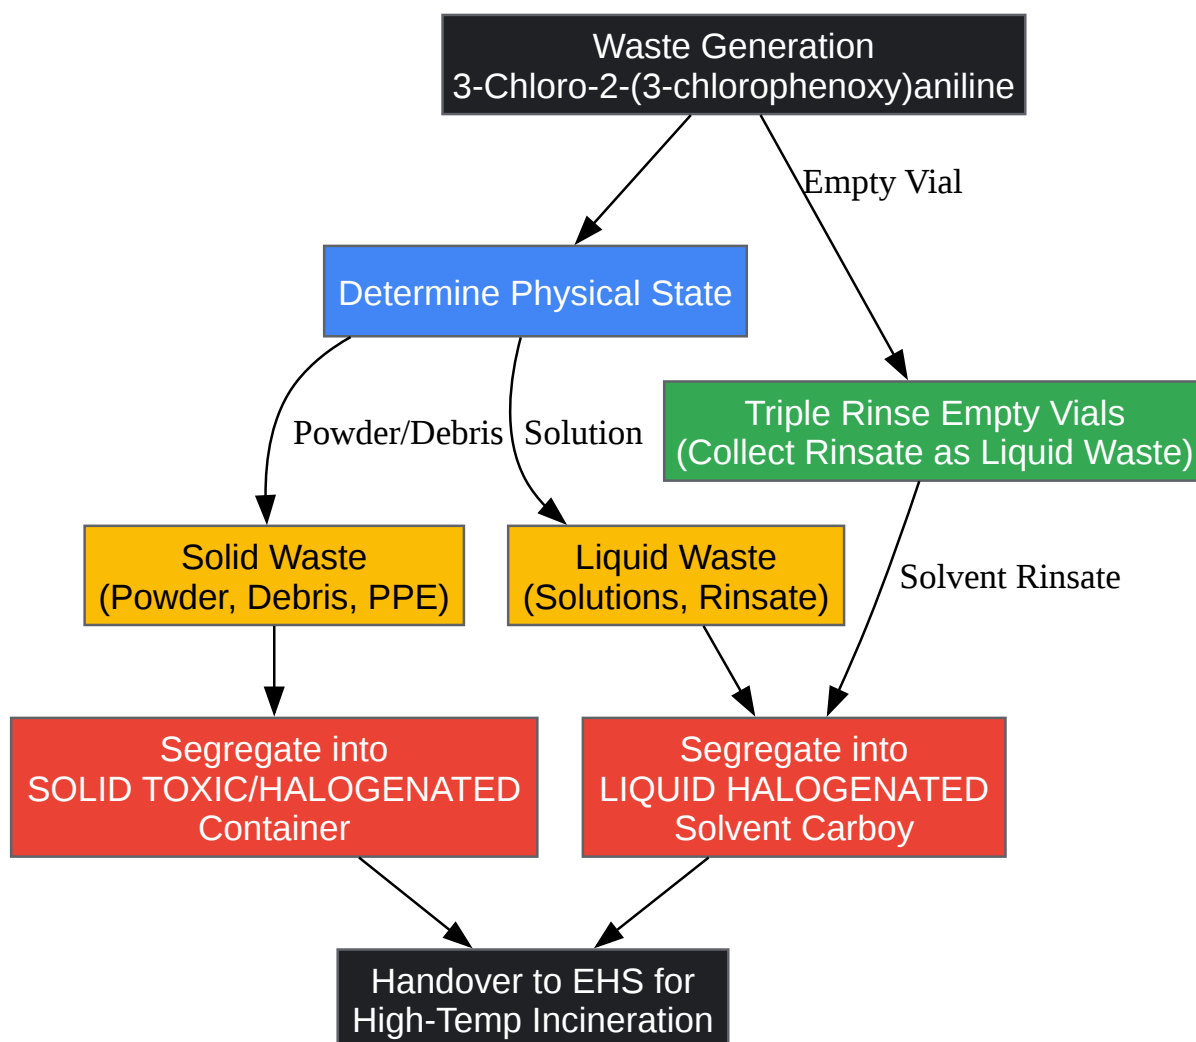 Waste Generation
3-Chloro-2-(3-chlorophenoxy)aniline
Empty Vial
Determine Physical State
Triple Rinse Empty Vials
(Collect Rinsate as Liquid Waste)
Powder/Debris
Solution
Solid Waste
(Powder, Debris, PPE)
Liquid Waste
(Solutions, Rinsate)
Solvent Rinsate
Segregate into
SOLID TOXIC/HALOGENATED
Container
Segregate into
LIQUID HALOGENATED
Solvent Carboy
Handover to EHS for
High-Temp Incineration